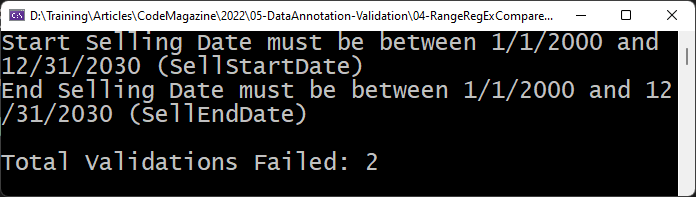 D:\Training\Articles\CodeMagazine\2022\05-DataAnnotation-Validation\04-RangeRegExCompare...
Start Selling Date must be between 1/1/2000 and
12/31/2030 (SellStartDate)
End Selling Date must be between 1/1/2000 and 12
/31/2030 (SellEndDate)
Total Validations Failed: 2